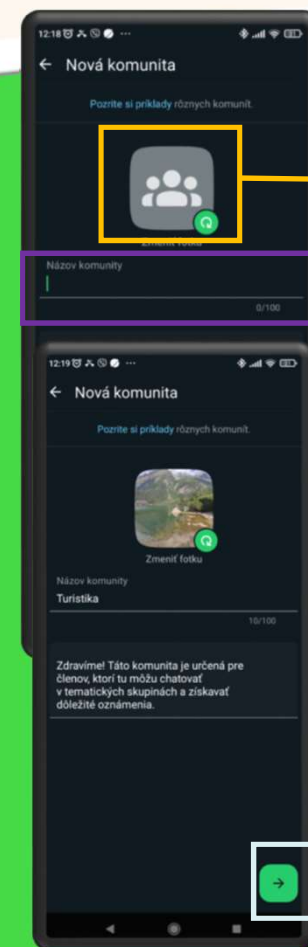 12:18
Nová komunita
Pozrite si príklady rôznych komunít.
Zmeniť fotku
Názov komunity
0/100
12:19
Nová komunita
Pozrite si príklady rôznych komunít.
Zmeniť fotku
Názov komunity
Turistika
10/100
Zdravíme! Táto komunita je určená pre
členov, ktorí tu môžu chatovať
v tematických skupinách a získavať
dôležité oznámenia.